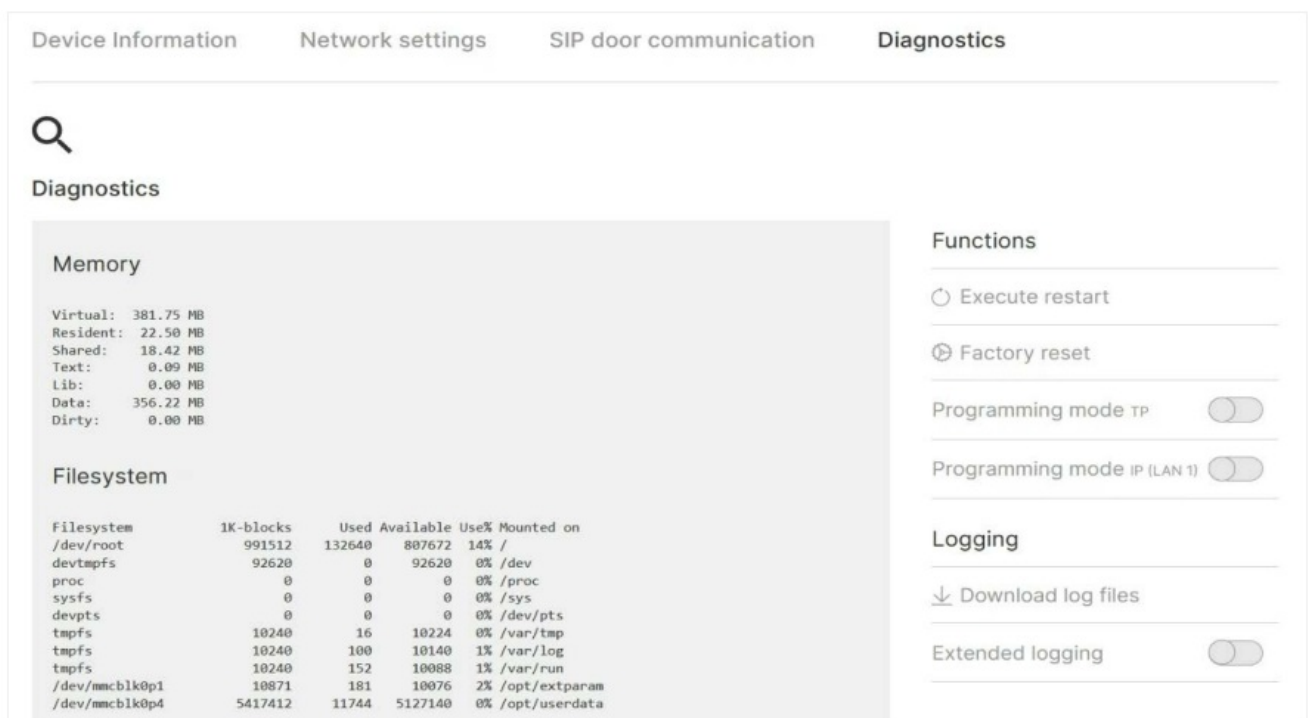 Device Information Network settings SIP door communication Diagnostics
Diagnostics
Memory
Virtual: 381.75 MB
Resident: 22.50 MB
Shared: 18.42 MB
Text: 0.09 MB
Lib: 0.00 MB
Data: 356.22 MB
Dirty: 0.00 MB
Filesystem
Filesystem 1K-blocks Used Available Use% Mounted on
/dev/root 991512 132640 807672 14% /
devtmpfs 92620 0 92620 0% /dev
proc 0 0 0 0% /proc
sysfs 0 0 0 0% /sys
devpts 0 0 0 0% /dev/pts
tmpfs 10240 16 10224 0% /var/tmp
tmpfs 10240 100 10140 1% /var/log
tmpfs 10240 152 10088 1% /var/run
/dev/mmcblk0p1 10871 181 10076 2% /opt/extparam
/dev/mmcblk0p4 5417412 11744 5127140 0% /opt/userdata
Functions
Execute restart
Factory reset
Programming mode TP
Programming mode IP (LAN 1)
Logging
Download log files
Extended logging